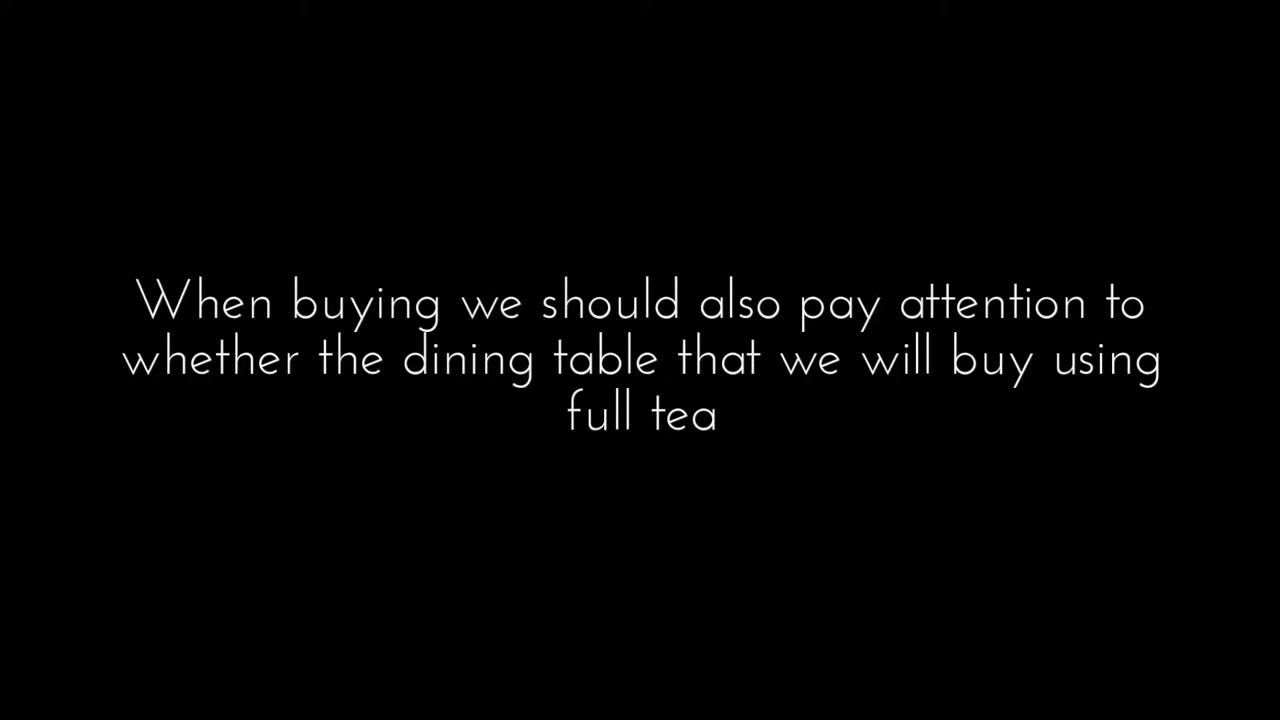 When buying we should also pay attention to
whether the dining table that we will buy using
full tea